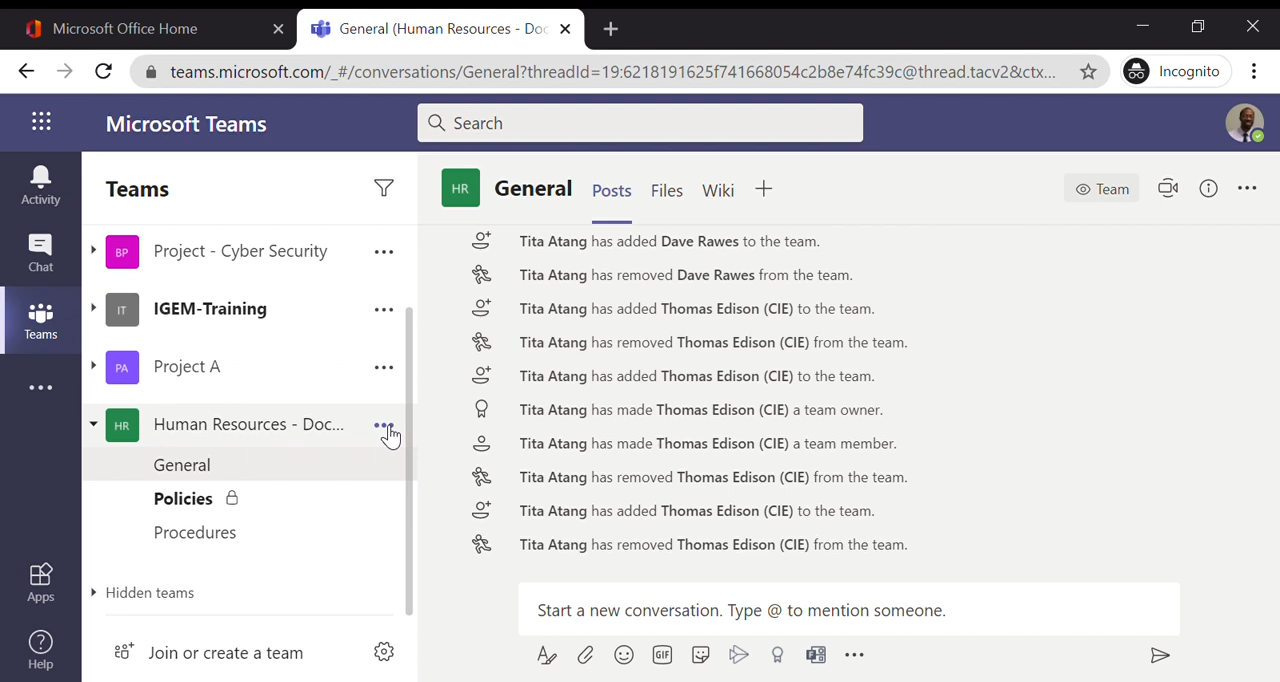 Microsoft Office Home
General (Human Resources - Doc
teams.microsoft.com/_#/conversations/General?threadId=19:6218191625f741668054c2b8e74fc39c@thread.tacv2&ctx...
Incognito
Microsoft Teams
Search
Activity
Chat
Teams
Apps
Help
Teams
BP Project - Cyber Security
IT IGEM-Training
PA Project A
HR Human Resources - Doc...
General
Policies
Procedures
Hidden teams
Join or create a team
HR General Posts Files Wiki
Team
Tita Atang has added Dave Rawes to the team.
Tita Atang has removed Dave Rawes from the team.
Tita Atang has added Thomas Edison (CIE) to the team.
Tita Atang has removed Thomas Edison (CIE) from the team.
Tita Atang has added Thomas Edison (CIE) to the team.
Tita Atang has made Thomas Edison (CIE) a team owner.
Tita Atang has made Thomas Edison (CIE) a team member.
Tita Atang has removed Thomas Edison (CIE) from the team.
Tita Atang has added Thomas Edison (CIE) to the team.
Tita Atang has removed Thomas Edison (CIE) from the team.
Start a new conversation. Type @ to mention someone.
GIF